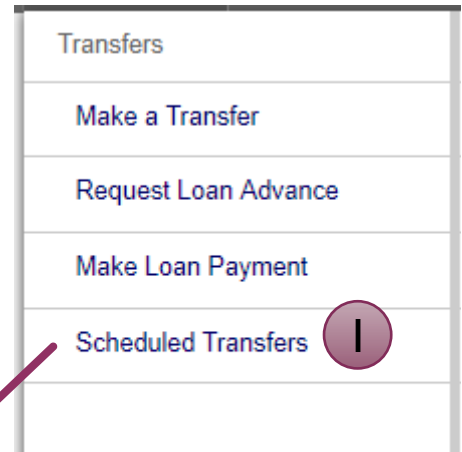 Transfers
Make a Transfer
Request Loan Advance
Make Loan Payment
Scheduled Transfers I